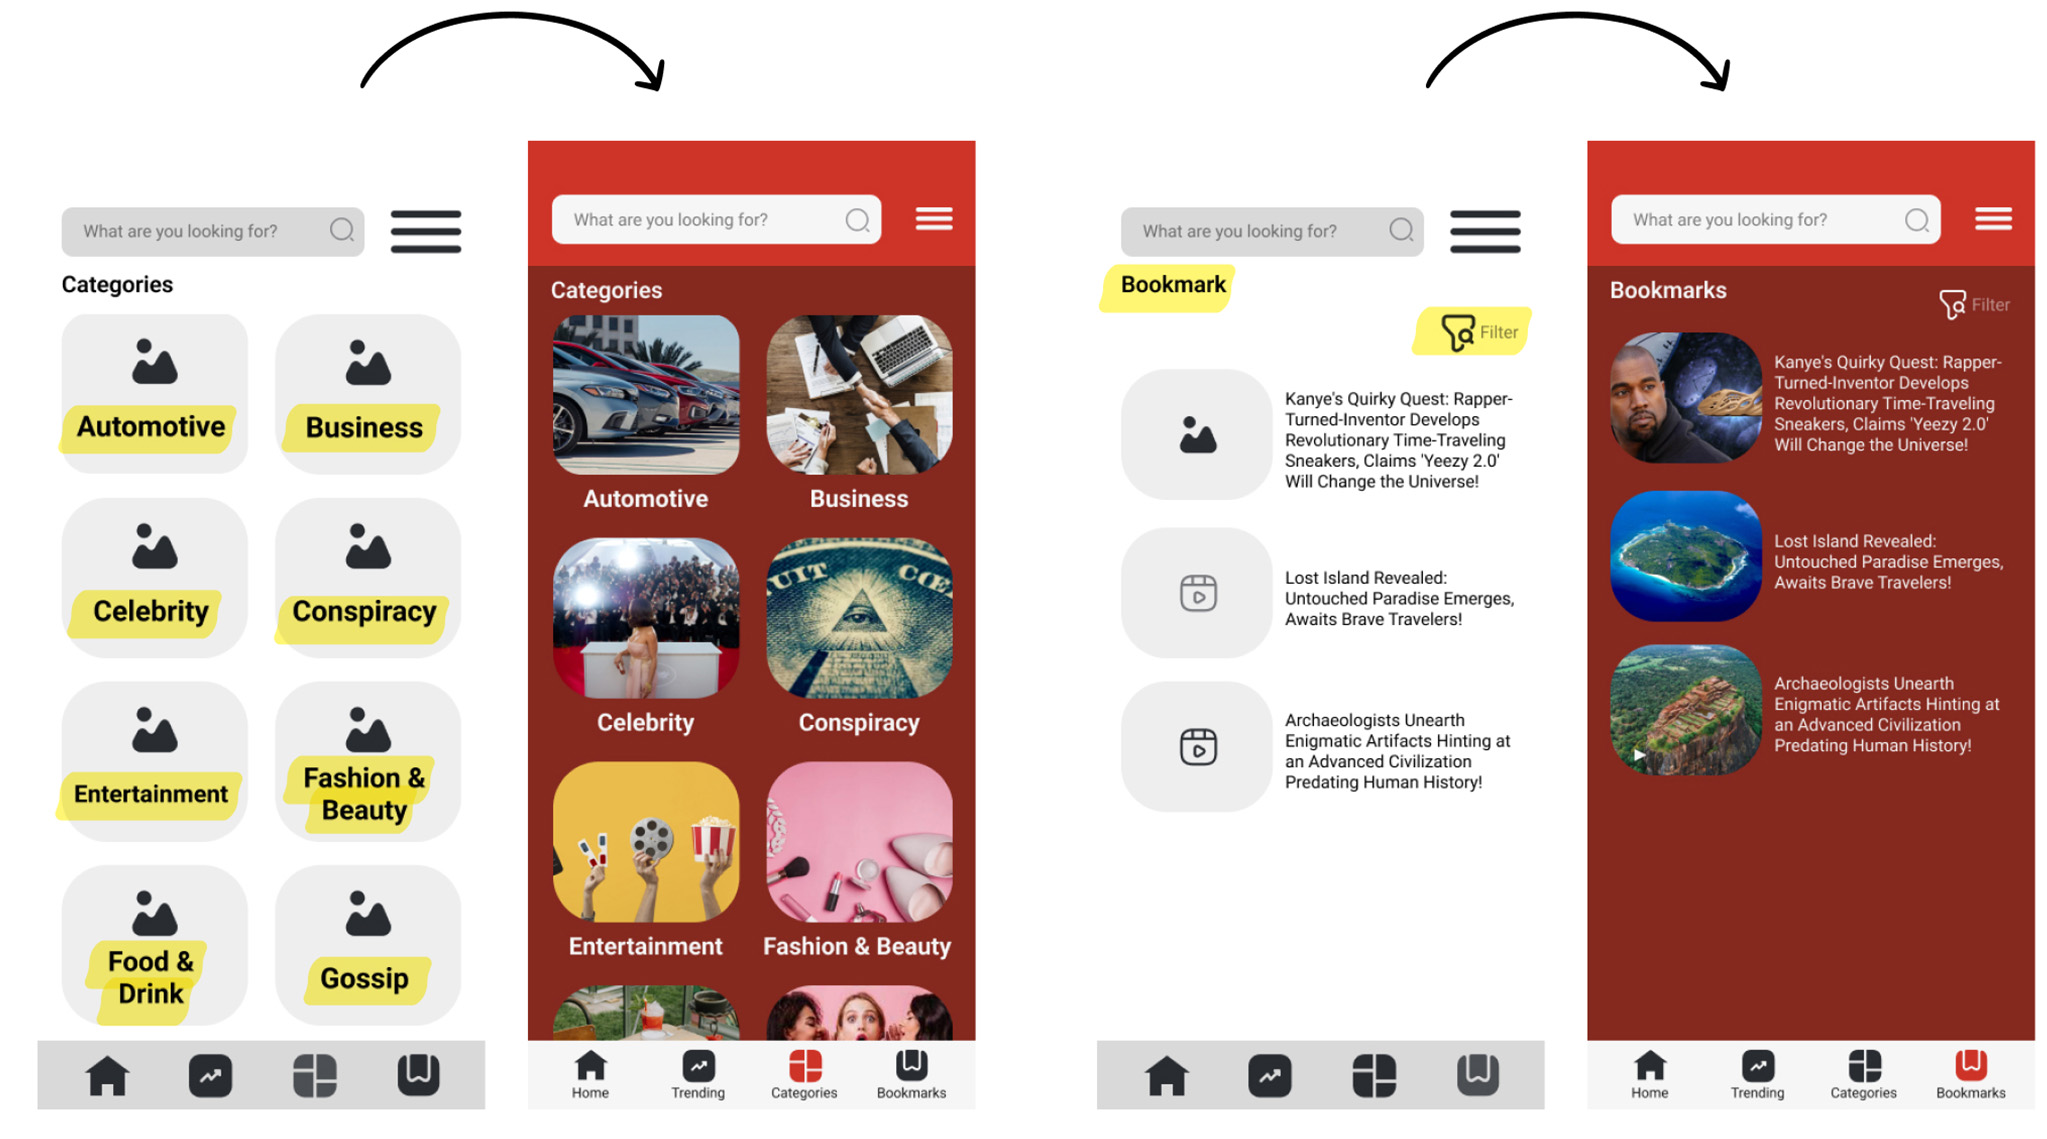 What are you looking for?
Categories
Automotive
Business
Celebrity
Conspiracy
Entertainment
Fashion &
Beauty
Food &
Drink
Gossip
What are you looking for?
Categories
Automotive
Business
UIT
CŒ
Celebrity
Conspiracy
Entertainment
Fashion & Beauty
Home
Trending
Categories
Bookmarks
What are you looking for?
Bookmark
Filter
Kanye's Quirky Quest: Rapper-
Turned-Inventor Develops
Revolutionary Time-Traveling
Sneakers, Claims 'Yeezy 2.0'
Will Change the Universe!
Lost Island Revealed:
Untouched Paradise Emerges,
Awaits Brave Travelers!
Archaeologists Unearth
Enigmatic Artifacts Hinting at
an Advanced Civilization
Predating Human History!
What are you looking for?
Bookmarks
Filter
Kanye's Quirky Quest: Rapper-
Turned-Inventor Develops
Revolutionary Time-Traveling
Sneakers, Claims 'Yeezy 2.0'
Will Change the Universe!
Lost Island Revealed:
Untouched Paradise Emerges,
Awaits Brave Travelers!
Archaeologists Unearth
Enigmatic Artifacts Hinting at
an Advanced Civilization
Predating Human History!
Home
Trending
Categories
Bookmarks